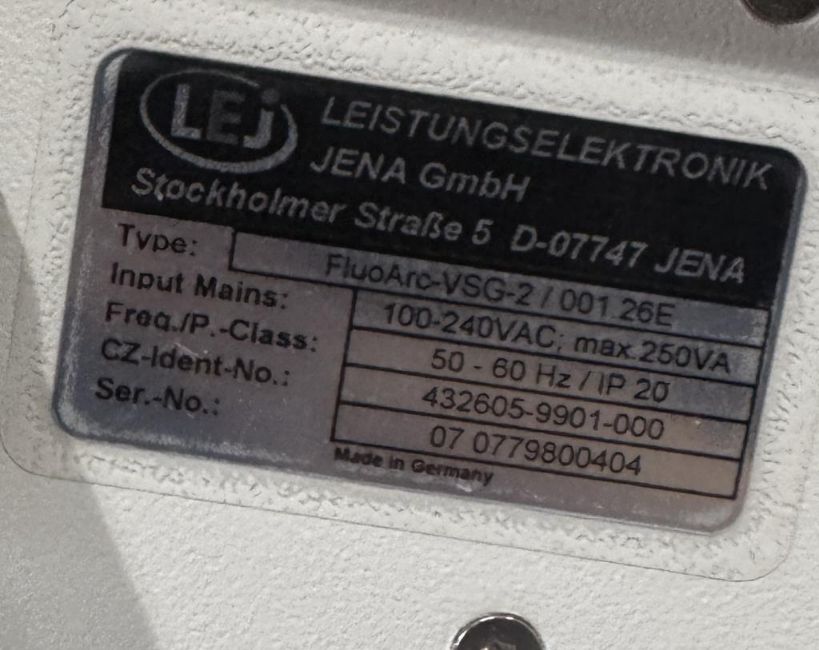 LEj LEISTUNGSELEKTRONIK
JENA GmbH
Stockholmer Straße 5 D-07747 JENA
Type: FluoArc-VSG-2 / 001.26E
Input Mains: 100-240VAC; max.250VA
Freq./P.-Class: 50 - 60 Hz / IP 20
CZ-Ident-No.: 432605-9901-000
Ser.-No.: 07 0779800404
Made in Germany